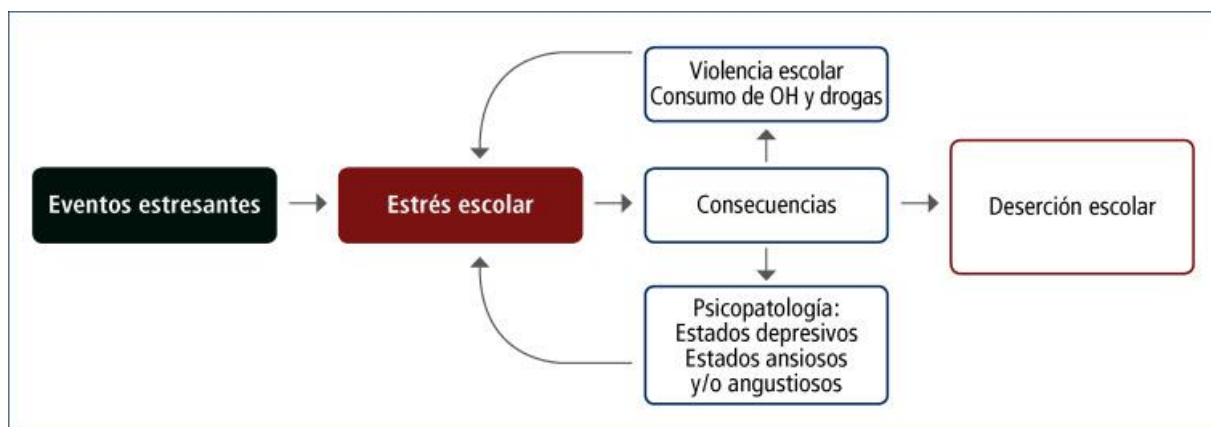 Violencia escolar
Consumo de OH y drogas
Eventos estresantes
Estrés escolar
Consecuencias
Deserción escolar
Psicopatología:
Estados depresivos
Estados ansiosos
y/o angustiosos